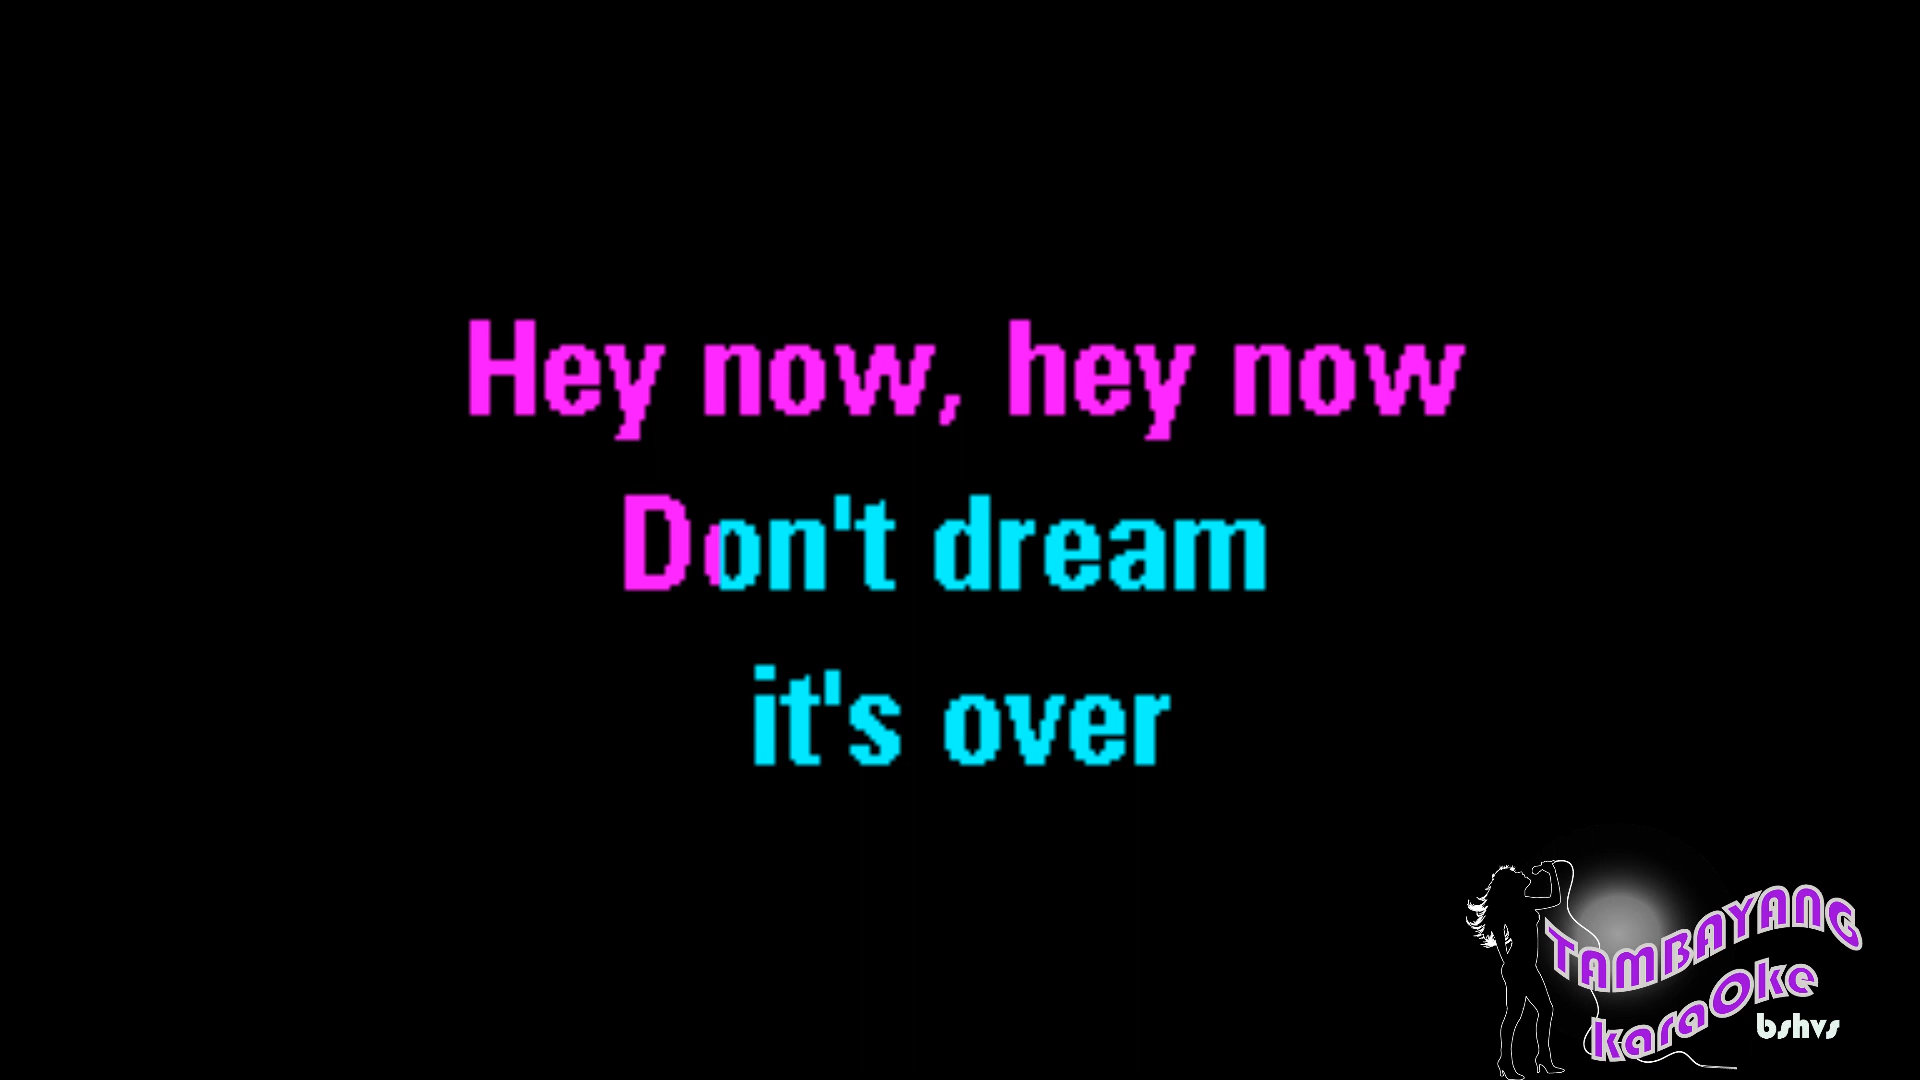 Hey now, hey now
Don't dream
it's over
TAMBAYANG
karaOke
bshvs